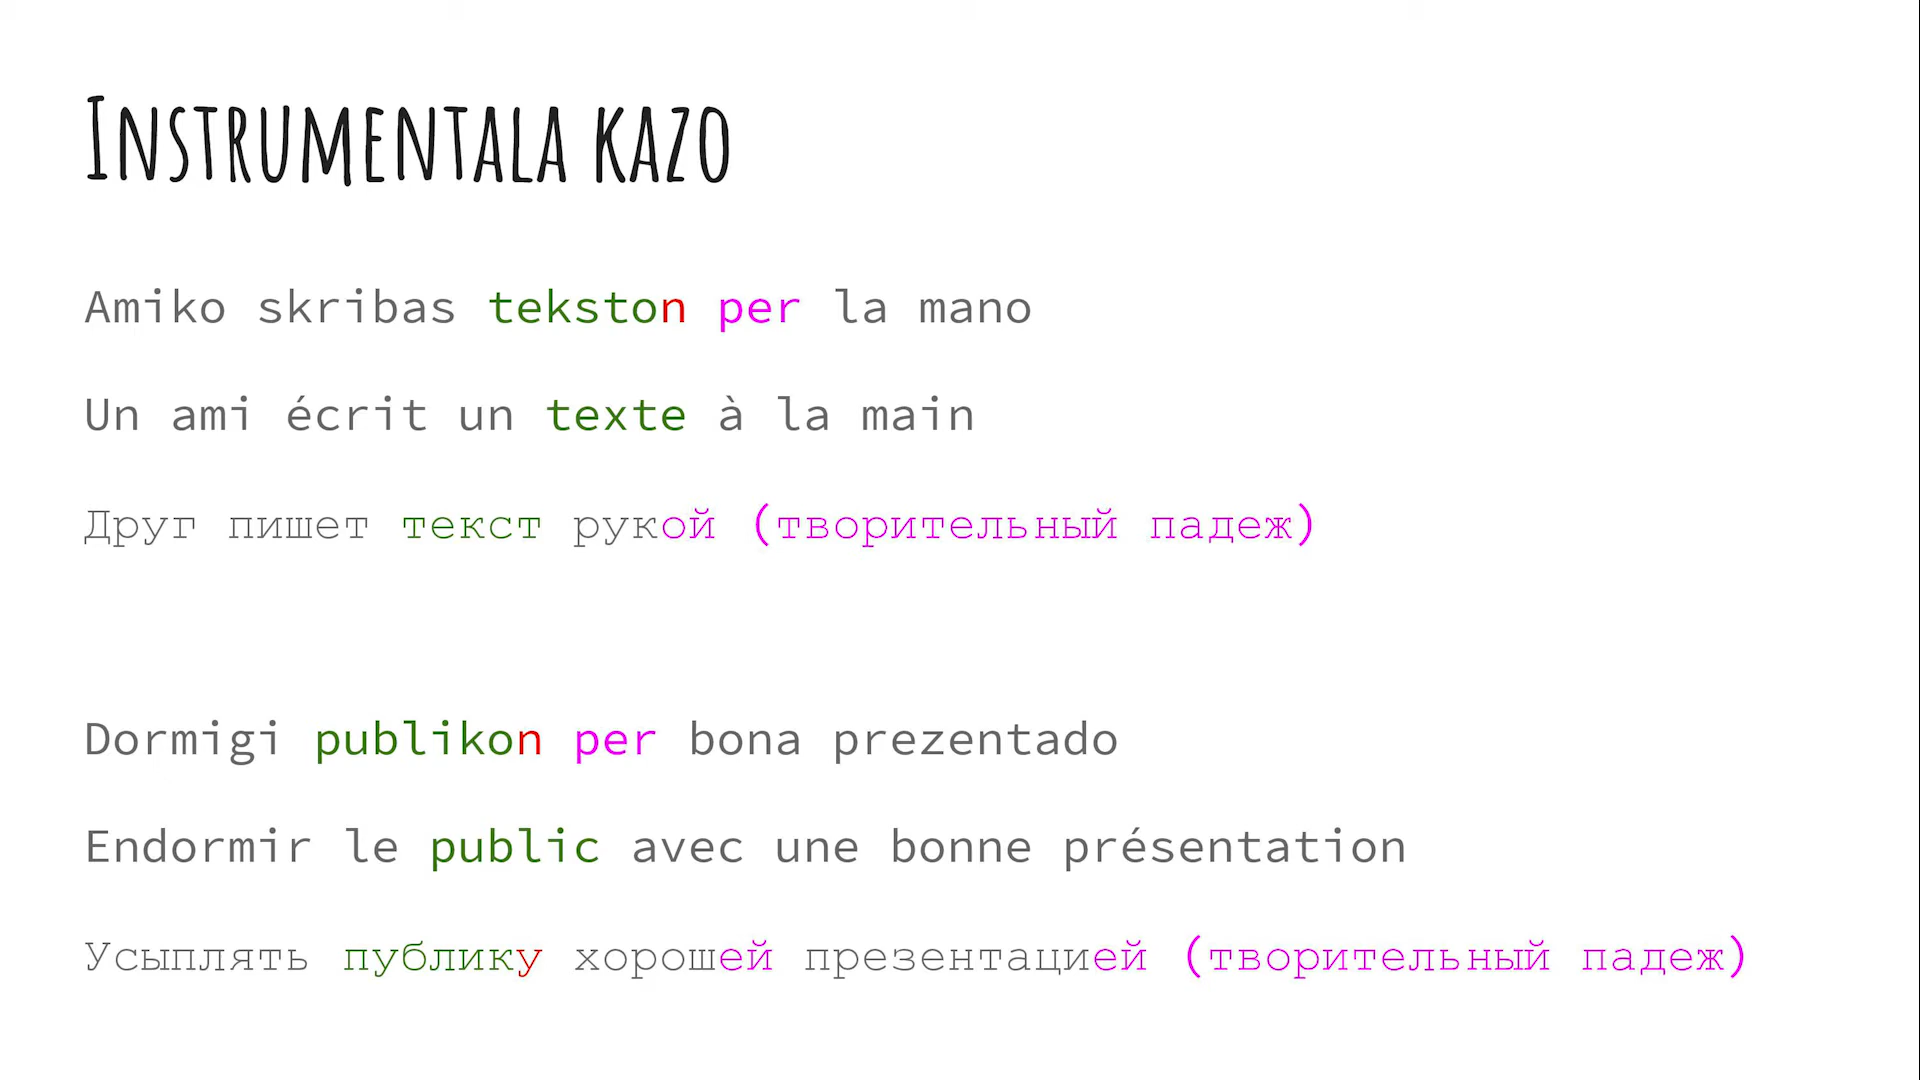 Instrumentala kazo
Amiko skribas tekston per la mano
Un ami écrit un texte à la main
Друг пишет текст рукой (творительный падеж)
Dormigi publikon per bona prezentado
Endormir le public avec une bonne présentation
Усыплять публику хорошей презентацией (творительный падеж)